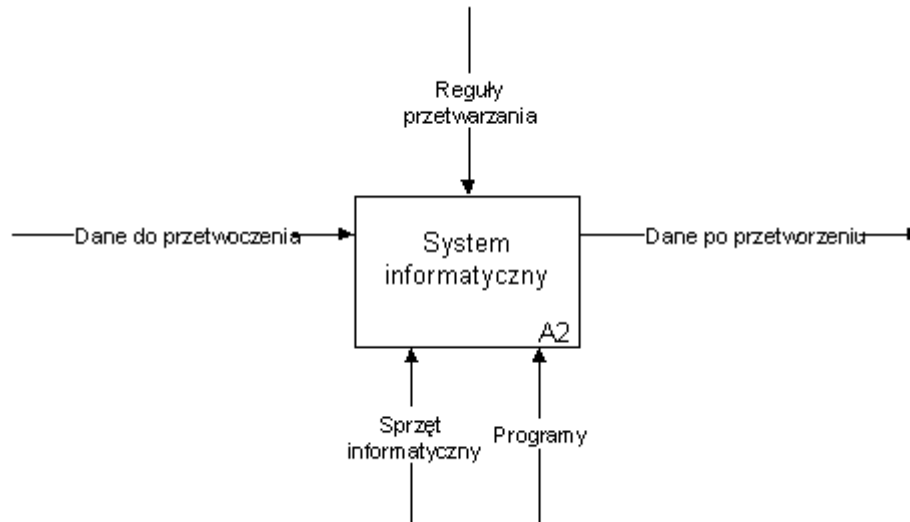 Reguły
przetwarzania
Dane do przetwoczenia
System
informatyczny
A2
Dane po przetworzeniu
Sprzęt
informatyczny
Programy